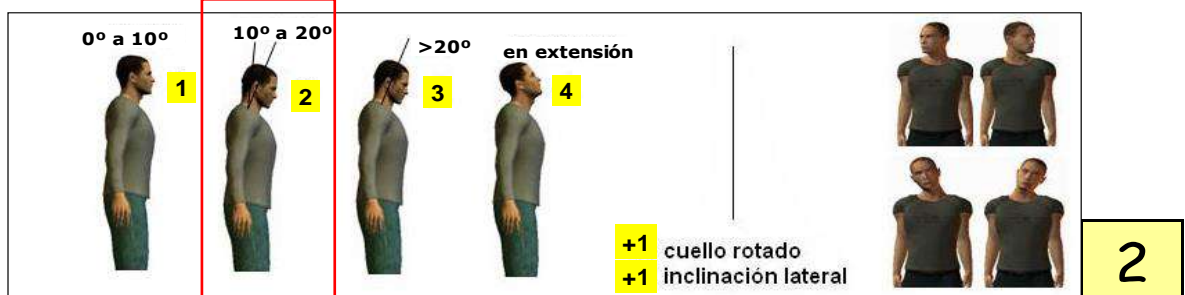 0º a 10º
1
10º a 20º
2
>20º
3
en extensión
4
+1 cuello rotado
+1 inclinación lateral
2